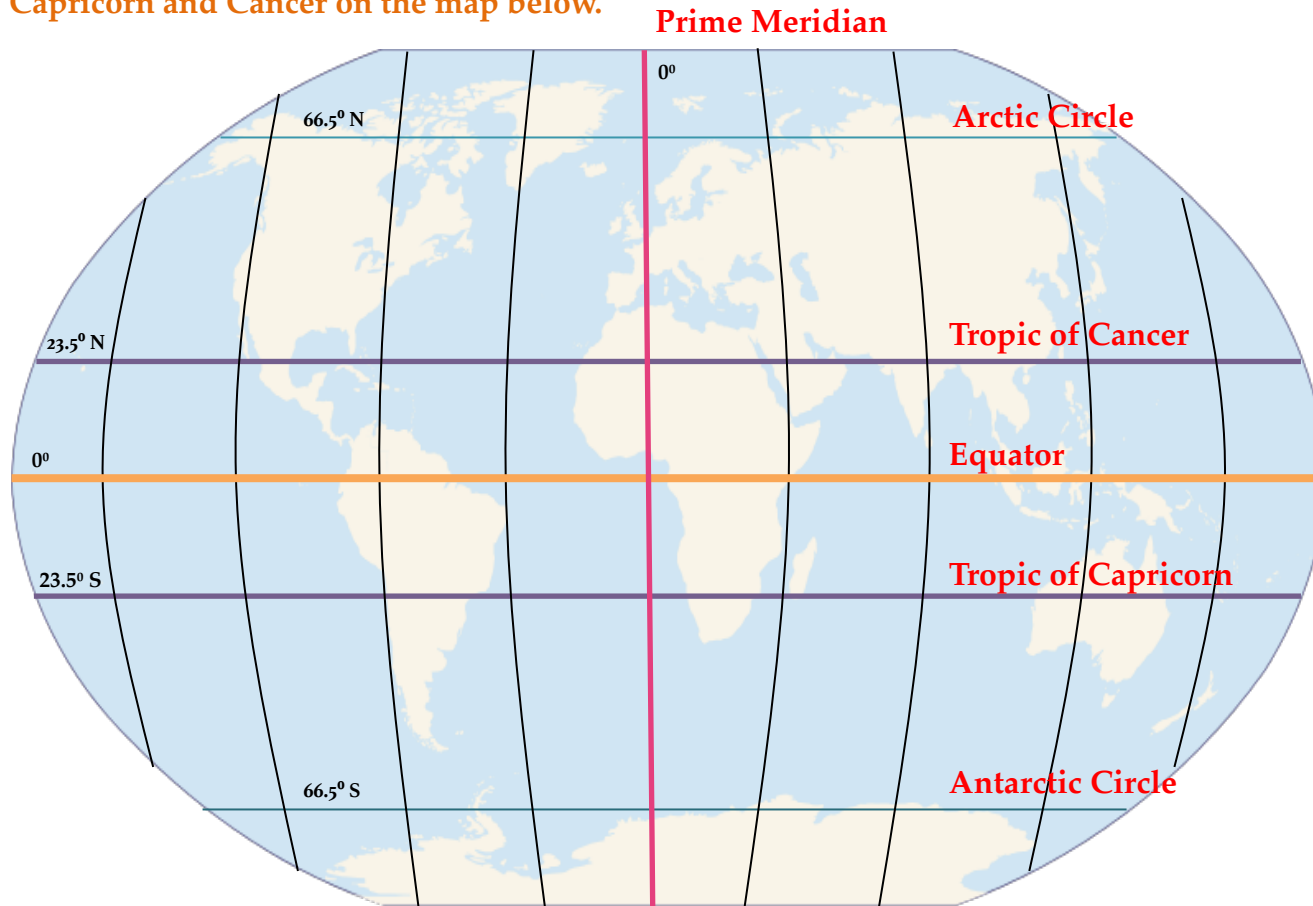 Capricorn and Cancer on the map below.
Prime Meridian
0⁰
66.5⁰ N
Arctic Circle
23.5⁰ N
Tropic of Cancer
0⁰
Equator
23.5⁰ S
Tropic of Capricorn
66.5⁰ S
Antarctic Circle